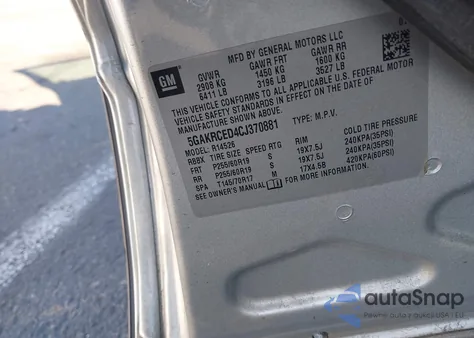 MFD BY GENERAL MOTORS LLC
GM GVWR GAWR FRT GAWR RR
2908 KG 1450 KG 1600 KG
6411 LB 3196 LB 3527 LB
THIS VEHICLE CONFORMS TO ALL APPLICABLE U.S. FEDERAL MOTOR
VEHICLE SAFETY STANDARDS IN EFFECT ON THE DATE OF
MANUFACTURE SHOWN ABOVE.
5GAKRCED4CJ370881 TYPE: M.P.V.
MODEL: R14526
RBBX TIRE SIZE SPEED RTG RIM COLD TIRE PRESSURE
FRT P255/60R19 S 19X7.5J 240KPA(35PSI)
RR P255/60R19 S 19X7.5J 240KPA(35PSI)
SPA T145/70R17 M 17X4.5B 420KPA(60PSI)
SEE OWNER'S MANUAL FOR MORE INFORMATION.
autoSnap